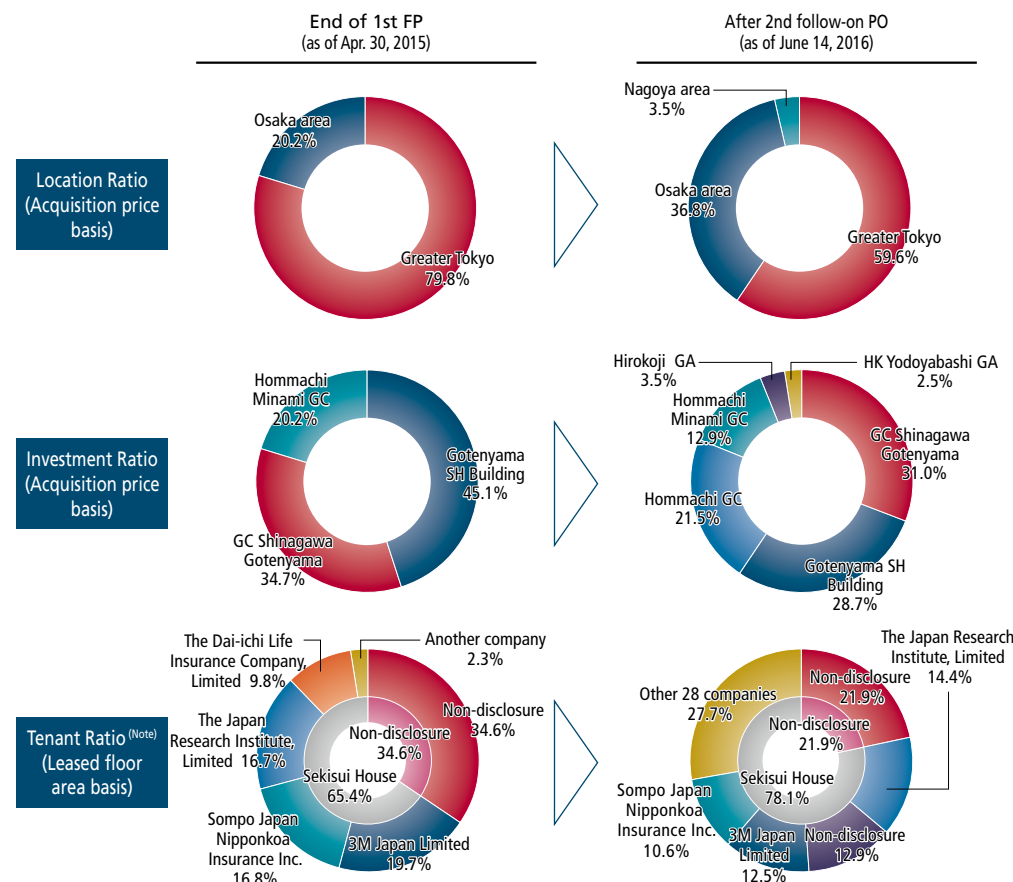 End of 1st FP
(as of Apr. 30, 2015)
After 2nd follow-on PO
(as of June 14, 2016)
Location Ratio
(Acquisition price
basis)
Osaka area
20.2%
Greater Tokyo
79.8%
Nagoya area
3.5%
Osaka area
36.8%
Greater Tokyo
59.6%
Investment Ratio
(Acquisition price
basis)
Hommachi
Minami GC
20.2%
Gotenyama
SH Building
45.1%
GC Shinagawa
Gotenyama
34.7%
Hirokoji GA
3.5%
HK Yodoyabashi GA
2.5%
Hommachi
Minami GC
12.9%
GC Shinagawa
Gotenyama
31.0%
Hommachi GC
21.5%
Gotenyama SH
Building
28.7%
Tenant Ratio (Note)
(Leased floor
area basis)
The Dai-ichi Life
Insurance Company,
Limited 9.8%
Another company
2.3%
Non-disclosure
34.6%
The Japan
Research Institute,
Limited 16.7%
Non-disclosure
34.6%
Sekisui House
65.4%
Sompo Japan
Nipponkoa
Insurance Inc.
16.8%
3M Japan Limited
19.7%
The Japan Research
Institute, Limited
14.4%
Other 28 companies
27.7%
Non-disclosure
21.9%
Non-disclosure
21.9%
Sekisui House
78.1%
Sompo Japan
Nipponkoa
Insurance Inc.
10.6%
3M Japan
Limited
12.5%
Non-disclosure
12.9%